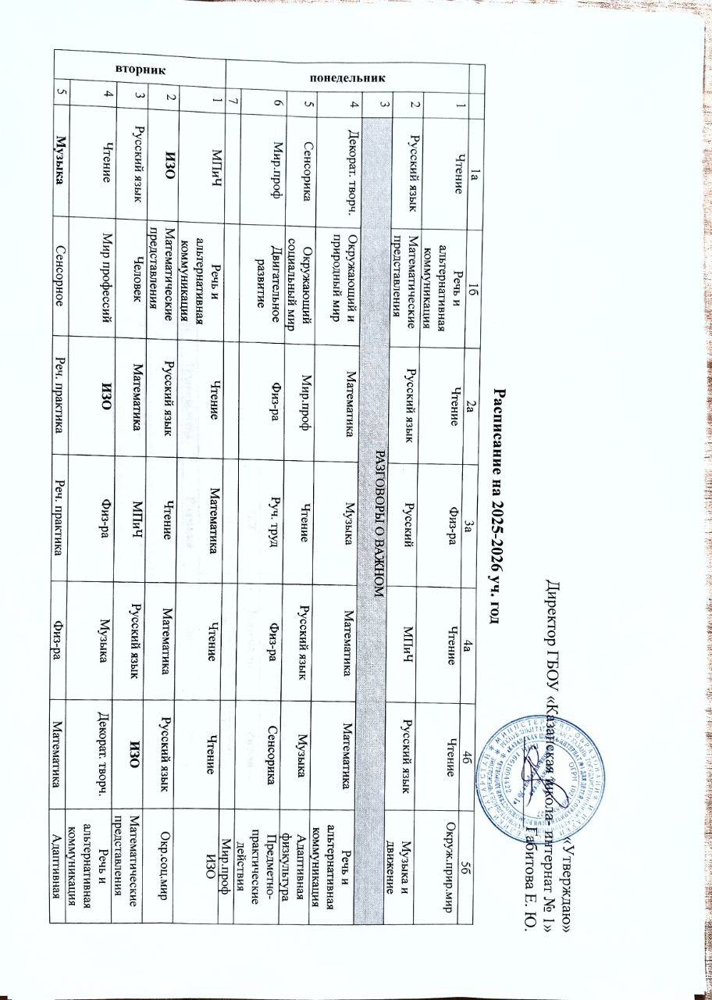 «Утверждаю»
Директор ГБОУ «Казанская школа- интернат № 1»
Габитова Е. Ю.
Расписание на 2025-2026 уч. год
1а 1б 2а 3а 4а 4б 5б
понедельник
1 Чтение Речь и альтернативная коммуникация Чтение Физ-ра Чтение Чтение Окруж.прир.мир
2 Русский язык Математические представления Русский язык Русский МПиЧ Русский язык Музыка и движение
3 РАЗГОВОРЫ О ВАЖНОМ
4 Декорат. творч. Окружающий и природный мир Математика Музыка Математика Математика Речь и альтернативная коммуникация
5 Сенсорика Окружающий социальный мир Мир.проф Чтение Русский язык Музыка Адаптивная физкультура
6 Мир.проф Двигательное развитие Физ-ра Руч. труд Физ-ра Сенсорика Предметно-практические действия
7 Мир.проф
вторник
1 МПиЧ Речь и альтернативная коммуникация Чтение Математика Чтение Чтение ИЗО
2 ИЗО Математические представления Русский язык Чтение Математика Русский язык Окр.соц.мир
3 Русский язык Человек Математика МПиЧ Русский язык ИЗО Математические представления
4 Чтение Мир профессий ИЗО Физ-ра Музыка Декорат. творч. Речь и альтернативная коммуникация
5 Музыка Сенсорное Реч. практика Реч. практика Физ-ра Математика Адаптивная